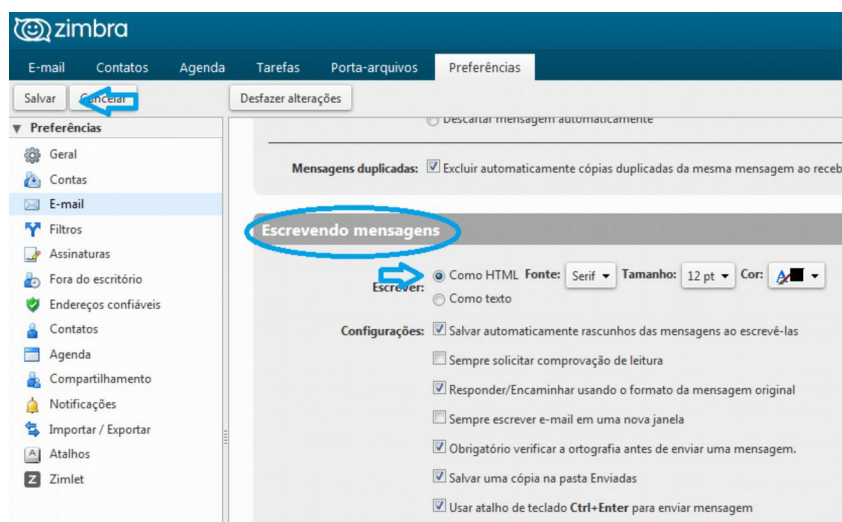 zimbra
E-mail Contatos Agenda Tarefas Porta-arquivos Preferências
Salvar Cancelar Desfazer alterações
Preferências
Geral
Contas
E-mail
Filtros
Assinaturas
Fora do escritório
Endereços confiáveis
Contatos
Agenda
Compartilhamento
Notificações
Importar / Exportar
Atalhos
Zimlet
Descartar mensagem automaticamente
Mensagens duplicadas: Excluir automaticamente cópias duplicadas da mesma mensagem ao receb
Escrevendo mensagens
Escrever: Como HTML Fonte: Serif Tamanho: 12 pt Cor:
Como texto
Configurações: Salvar automaticamente rascunhos das mensagens ao escrevê-las
Sempre solicitar comprovação de leitura
Responder/Encaminhar usando o formato da mensagem original
Sempre escrever e-mail em uma nova janela
Obrigatório verificar a ortografia antes de enviar uma mensagem.
Salvar uma cópia na pasta Enviadas
Usar atalho de teclado Ctrl+Enter para enviar mensagem